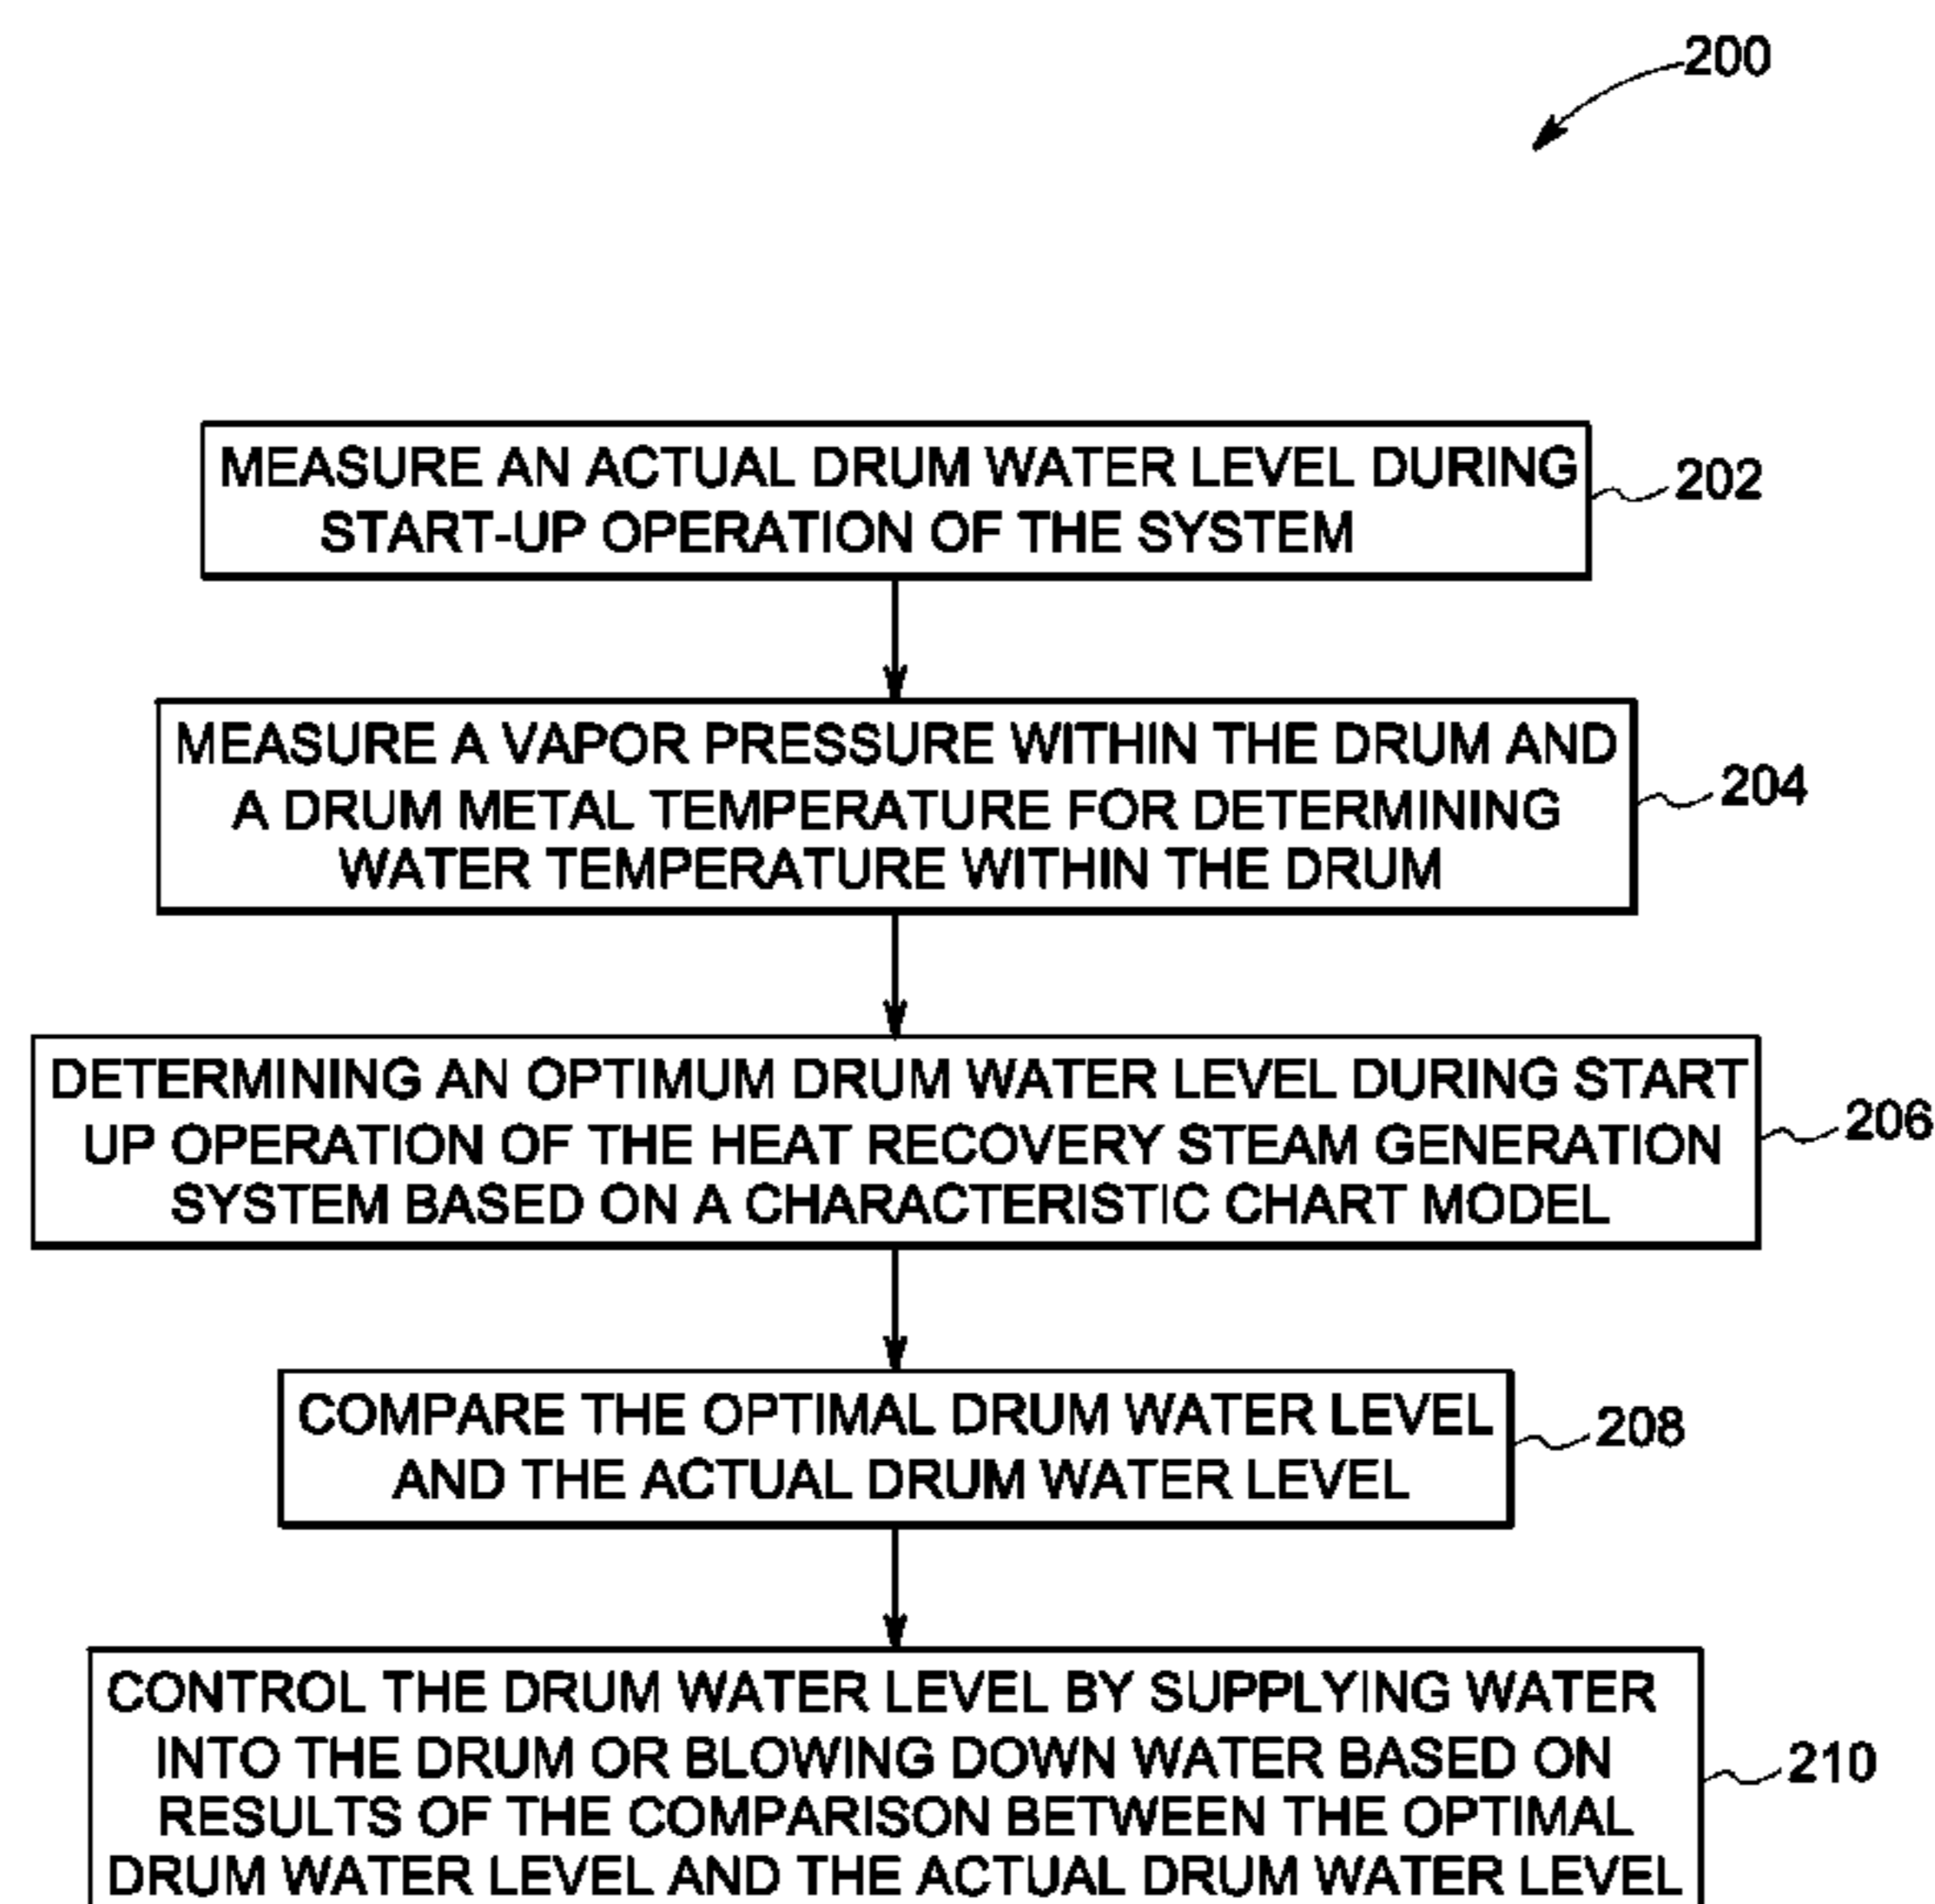 200
MEASURE AN ACTUAL DRUM WATER LEVEL DURING
START-UP OPERATION OF THE SYSTEM
202
MEASURE A VAPOR PRESSURE WITHIN THE DRUM AND
A DRUM METAL TEMPERATURE FOR DETERMINING
WATER TEMPERATURE WITHIN THE DRUM
204
DETERMINING AN OPTIMUM DRUM WATER LEVEL DURING START
UP OPERATION OF THE HEAT RECOVERY STEAM GENERATION
SYSTEM BASED ON A CHARACTERISTIC CHART MODEL
206
COMPARE THE OPTIMAL DRUM WATER LEVEL
AND THE ACTUAL DRUM WATER LEVEL
208
CONTROL THE DRUM WATER LEVEL BY SUPPLYING WATER
INTO THE DRUM OR BLOWING DOWN WATER BASED ON
RESULTS OF THE COMPARISON BETWEEN THE OPTIMAL
DRUM WATER LEVEL AND THE ACTUAL DRUM WATER LEVEL
210